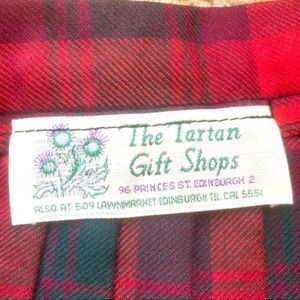 The Tartan
Gift Shops
96 PRINCES ST. EDINBURGH 2
ALSO AT 509 LAWNMARKET EDINBURGH TEL. CAL 5551